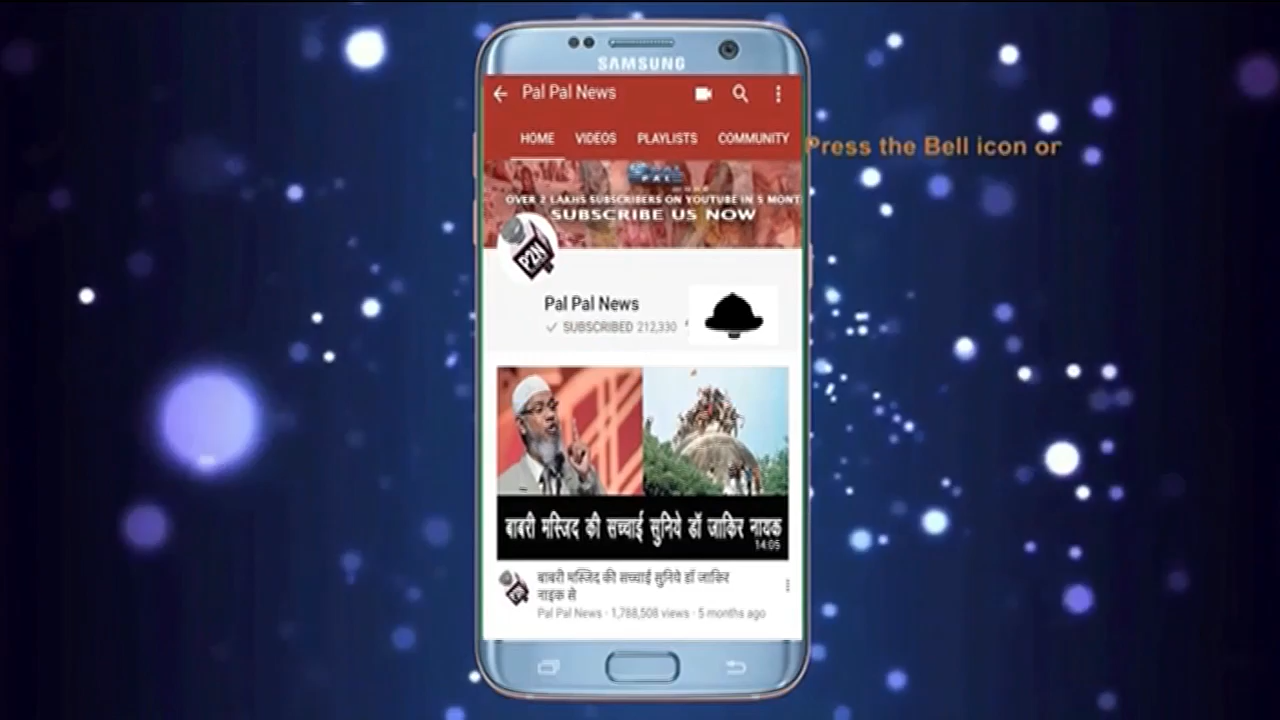 SAMSUNG
Pal Pal News
HOME VIDEOS PLAYLISTS COMMUNITY
Press the Bell icon or
PAL
OVER 2 LAKHS SUBSCRIBERS ON YOUTUBE IN 5 MONT
SUBSCRIBE US NOW
P2N
Pal Pal News
SUBSCRIBED 212,330
बाबरी मस्जिद की सच्चाई सुनिये डॉ जाकिर नायक
14:05
बाबरी मस्जिद की सच्चाई सुनिये डॉ जाकिर
नाइक से
Pal Pal News · 1,788,508 views · 5 months ago